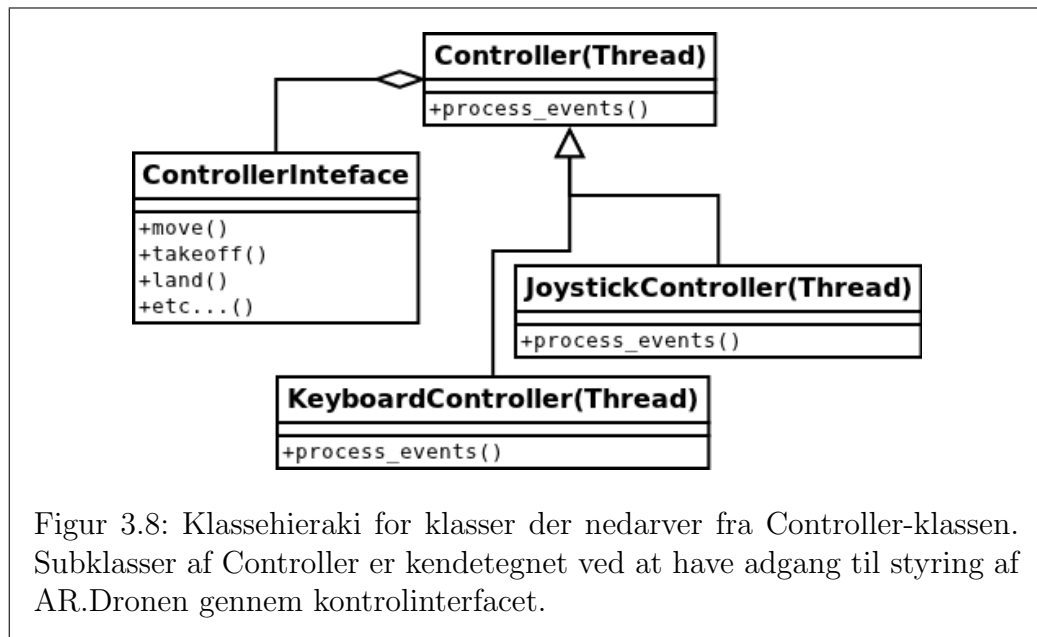 Controller(Thread)
+process_events()
ControllerInteface
+move()
+takeoff()
+land()
+etc...()
JoystickController(Thread)
+process_events()
KeyboardController(Thread)
+process_events()
Figur 3.8: Klassehieraki for klasser der nedarver fra Controller-klassen.
Subklasser af Controller er kendetegnet ved at have adgang til styring af
AR.Dronen gennem kontrolinterfacet.